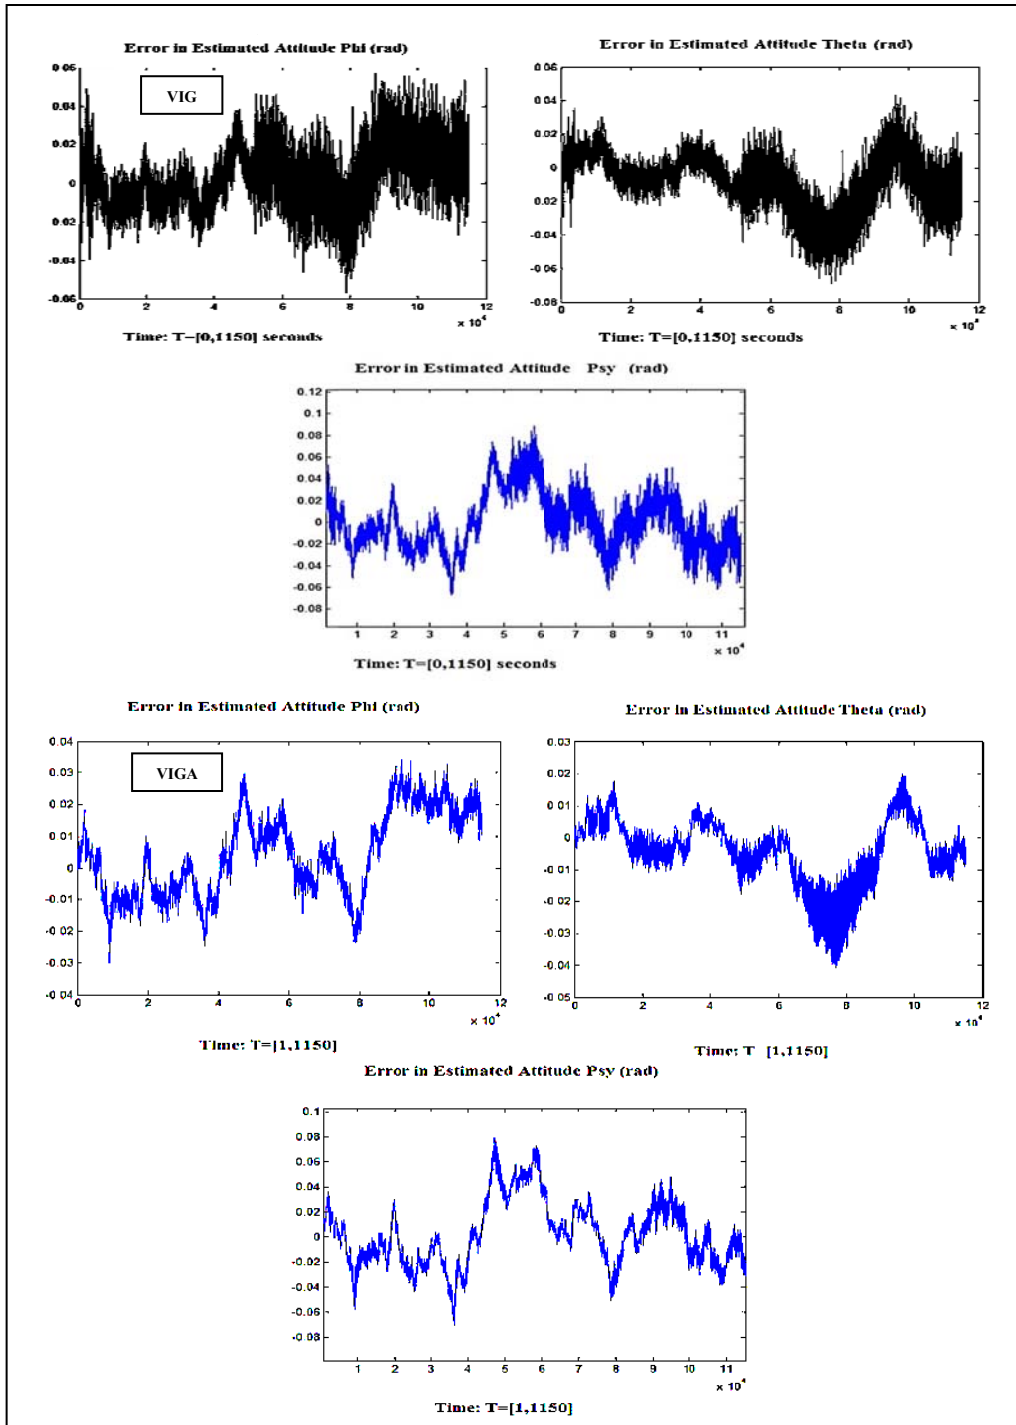 Error in Estimated Attitude Phi (rad)
Error in Estimated Attitude Theta (rad)
VIG
0.06
0.04
0.02
0
0.02
-0.04
-0.06
0 2 4 6 8 10 12
x 10⁴
Time: T=[0,1150] seconds
0.06
0.04
0.02
0
-0.02
-0.04
-0.06
-0.08
0 2 4 6 8 10 12
x 10
Time: T=[0,1150] seconds
Error in Estimated Attitude Psy (rad)
0.12
0.1
0.08
0.06
0.04
0.02
0
-0.02
-0.04
-0.06
-0.08
1 2 3 4 5 6 7 8 9 10 11
x 10⁴
Time: T=[0,1150] seconds
Error in Estimated Attitude Phi (rad)
Error in Estimated Attitude Theta (rad)
VIGA
0.04
0.03
0.02
0.01
0
-0.01
-0.02
-0.03
-0.04
0 2 4 6 8 10 12
x 10⁴
Time: T=[1,1150]
0.03
0.02
0.01
0
-0.01
-0.02
-0.03
-0.04
-0.05
0 2 4 6 8 10 12
x 10⁴
Time: T [1,1150]
Error in Estimated Attitude Psy (rad)
0.1
0.08
0.06
0.04
0.02
0
-0.02
-0.04
-0.06
-0.08
1 2 3 4 5 6 7 8 9 10 11
x 10⁴
Time: T=[1,1150]